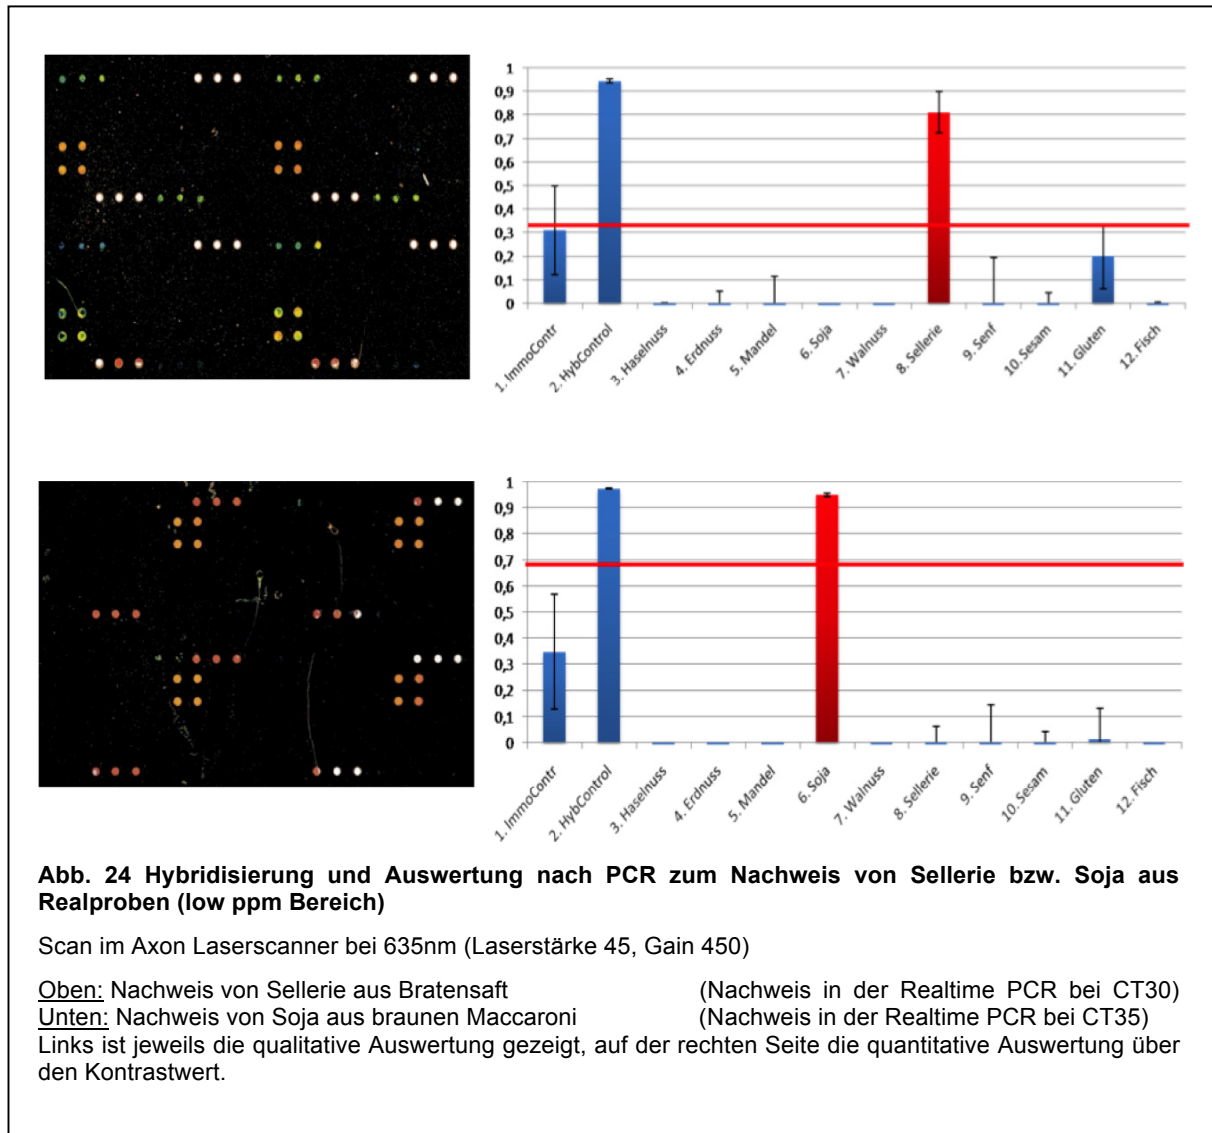 1
0,9
0,8
0,7
0,6
0,5
0,4
0,3
0,2
0,1
0
1. ImmoContr
2. HybControl
3. Haselnuss
4. Erdnuss
5. Mandel
6. Soja
7. Walnuss
8. Sellerie
9. Senf
10. Sesam
11. Gluten
12. Fisch
1
0,9
0,8
0,7
0,6
0,5
0,4
0,3
0,2
0,1
0
1. ImmoContr
2. HybControl
3. Haselnuss
4. Erdnuss
5. Mandel
6. Soja
7. Walnuss
8. Sellerie
9. Senf
10. Sesam
11. Gluten
12. Fisch
Abb. 24 Hybridisierung und Auswertung nach PCR zum Nachweis von Sellerie bzw. Soja aus
Realproben (low ppm Bereich)
Scan im Axon Laserscanner bei 635nm (Laserstärke 45, Gain 450)
Oben: Nachweis von Sellerie aus Bratensaft (Nachweis in der Realtime PCR bei CT30)
Unten: Nachweis von Soja aus braunen Maccaroni (Nachweis in der Realtime PCR bei CT35)
Links ist jeweils die qualitative Auswertung gezeigt, auf der rechten Seite die quantitative Auswertung über
den Kontrastwert.